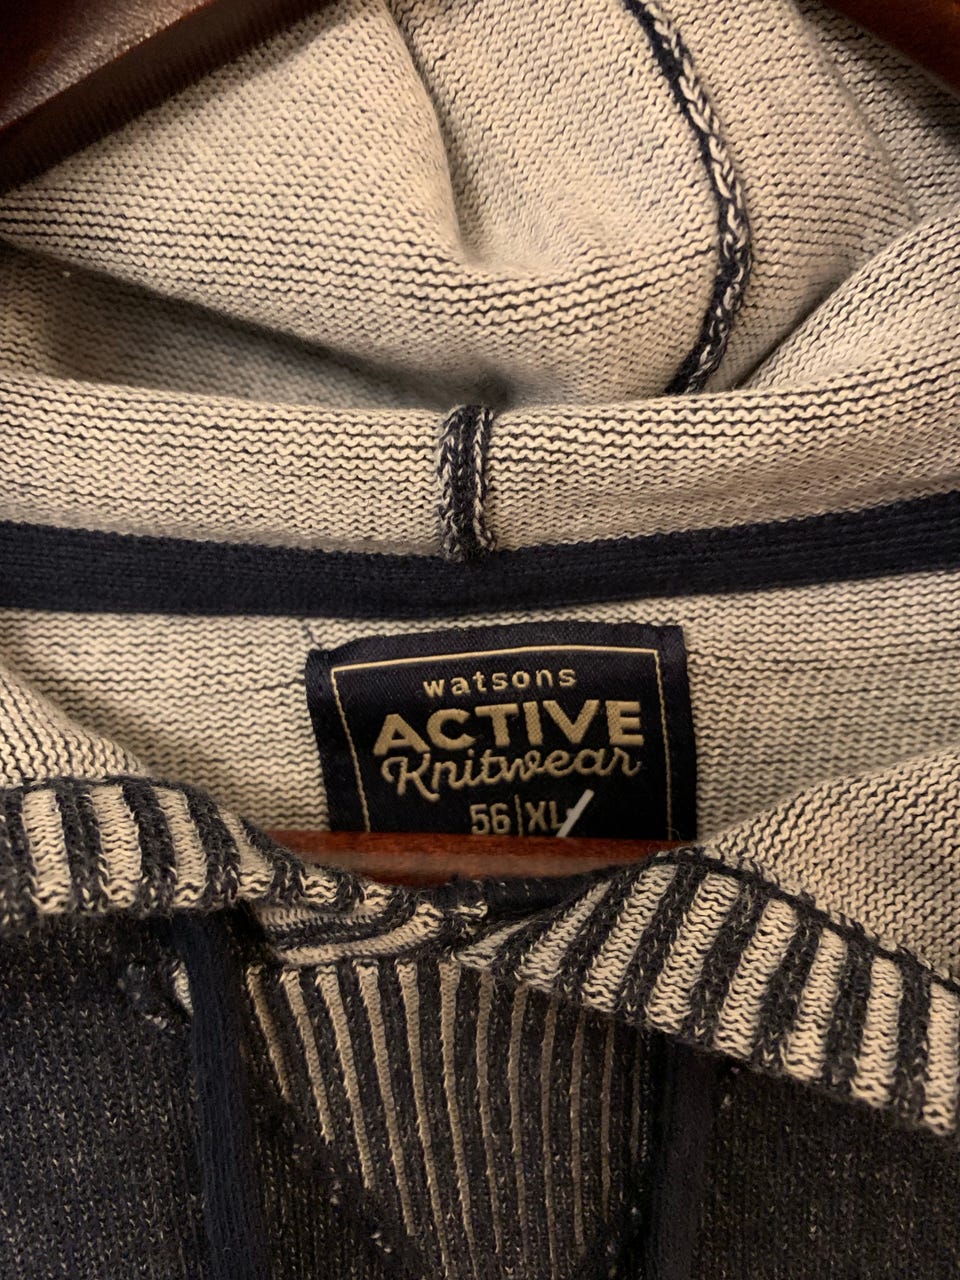 watsons
ACTIVE
Knitwear
56|XL